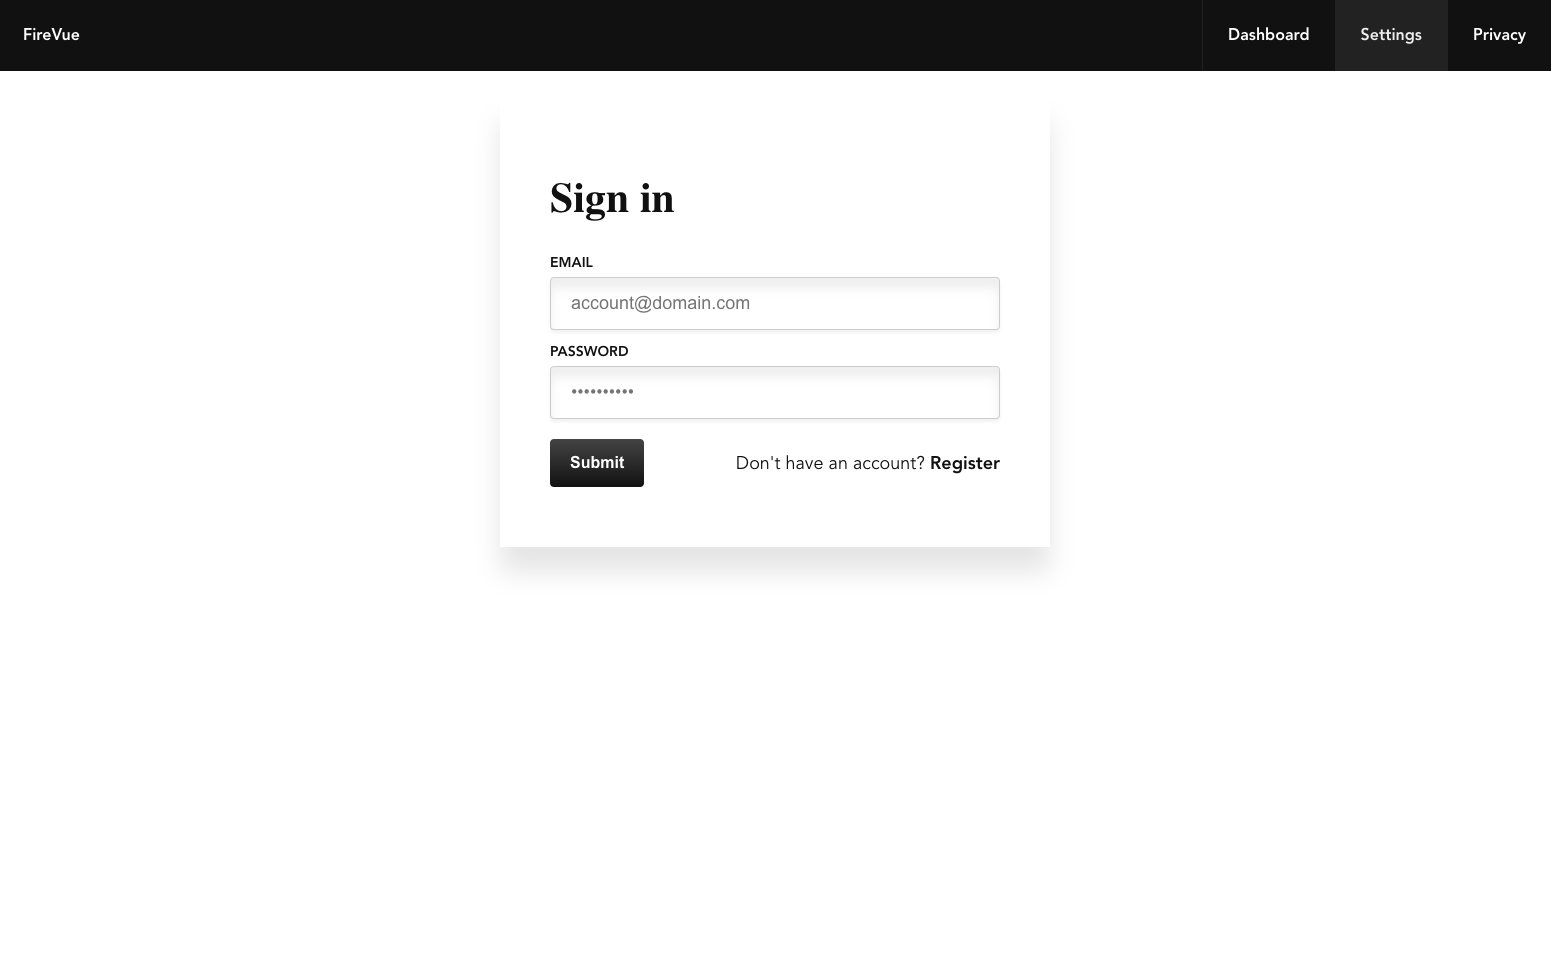 FireVue
Dashboard
Settings
Privacy
Sign in
EMAIL
account@domain.com
PASSWORD
••••••••••
Submit
Don't have an account? Register